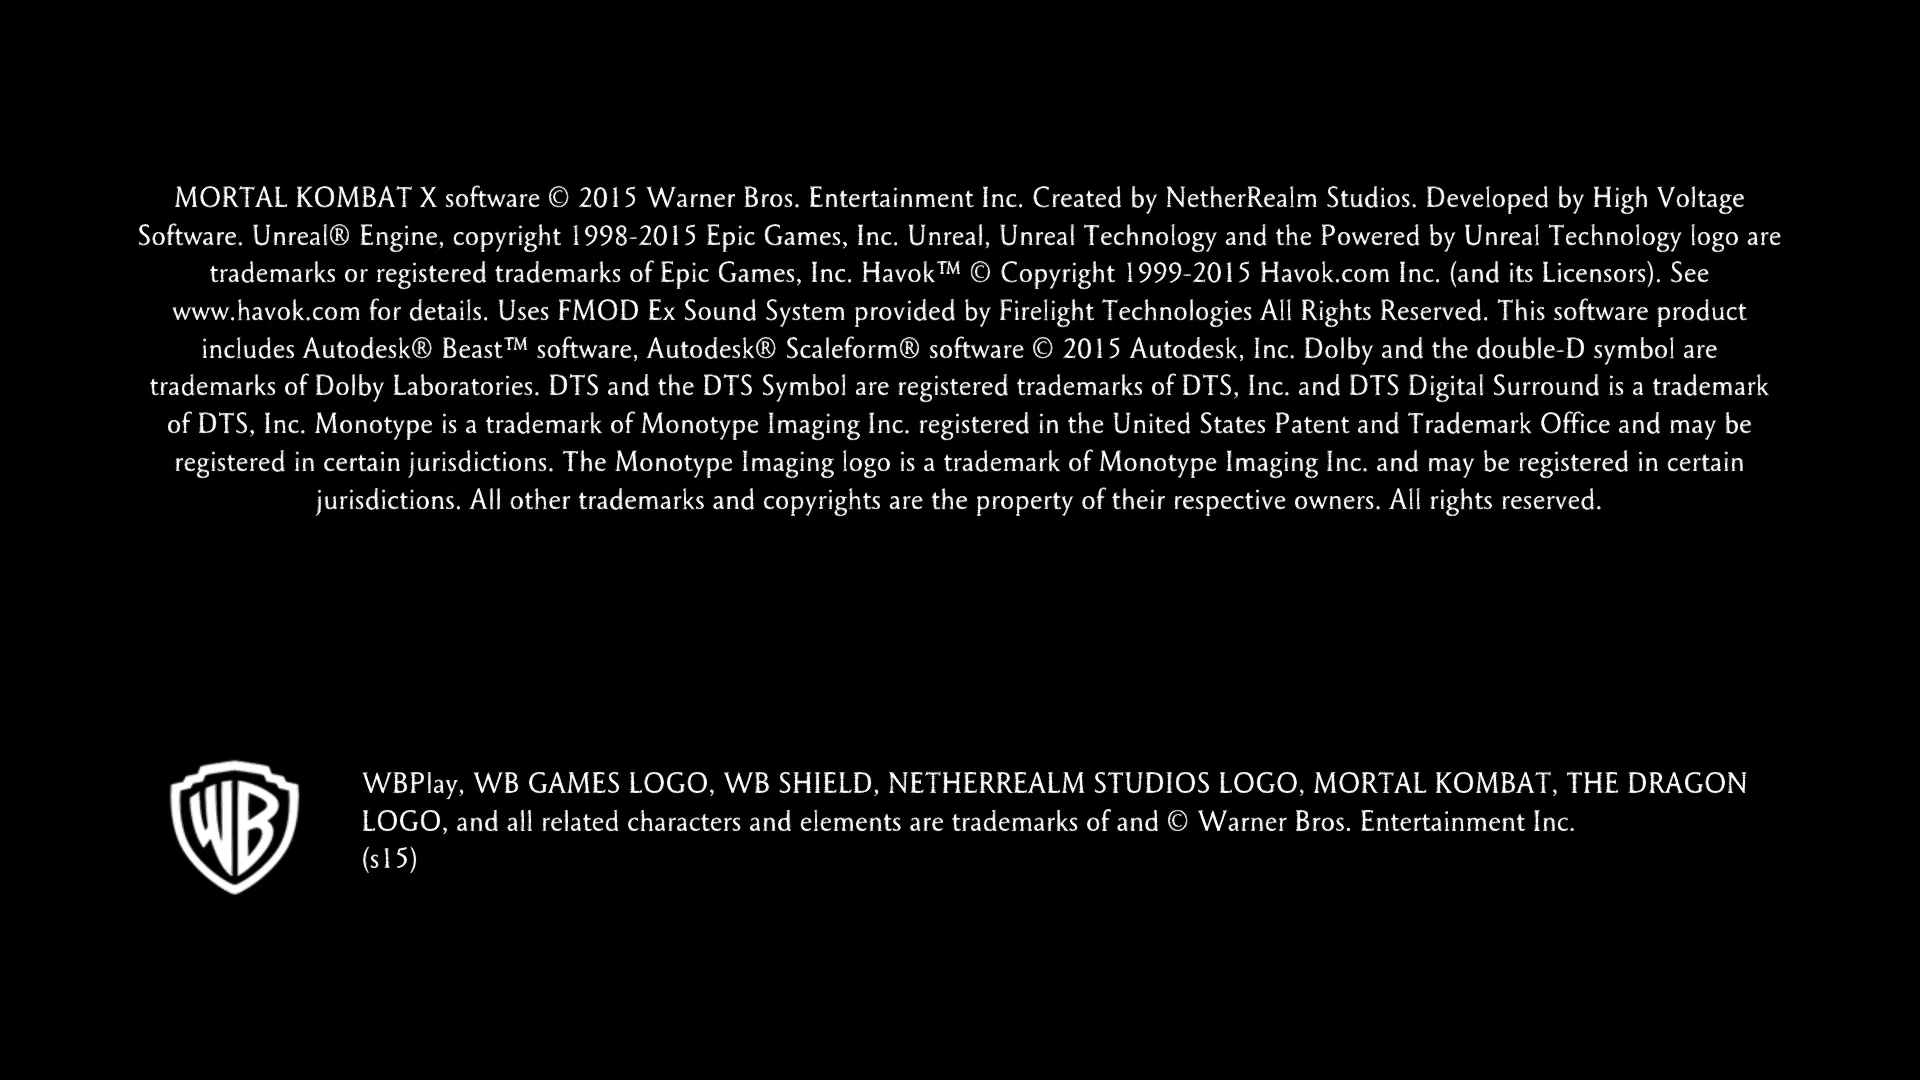 MORTAL KOMBAT X software © 2015 Warner Bros. Entertainment Inc. Created by NetherRealm Studios. Developed by High Voltage
Software. Unreal® Engine, copyright 1998-2015 Epic Games, Inc. Unreal, Unreal Technology and the Powered by Unreal Technology logo are
trademarks or registered trademarks of Epic Games, Inc. Havok™ © Copyright 1999-2015 Havok.com Inc. (and its Licensors). See
www.havok.com for details. Uses FMOD Ex Sound System provided by Firelight Technologies All Rights Reserved. This software product
includes Autodesk® Beast™ software, Autodesk® Scaleform® software © 2015 Autodesk, Inc. Dolby and the double-D symbol are
trademarks of Dolby Laboratories. DTS and the DTS Symbol are registered trademarks of DTS, Inc. and DTS Digital Surround is a trademark
of DTS, Inc. Monotype is a trademark of Monotype Imaging Inc. registered in the United States Patent and Trademark Office and may be
registered in certain jurisdictions. The Monotype Imaging logo is a trademark of Monotype Imaging Inc. and may be registered in certain
jurisdictions. All other trademarks and copyrights are the property of their respective owners. All rights reserved.
WB
WBPlay, WB GAMES LOGO, WB SHIELD, NETHERREALM STUDIOS LOGO, MORTAL KOMBAT, THE DRAGON
LOGO, and all related characters and elements are trademarks of and © Warner Bros. Entertainment Inc.
(s15)